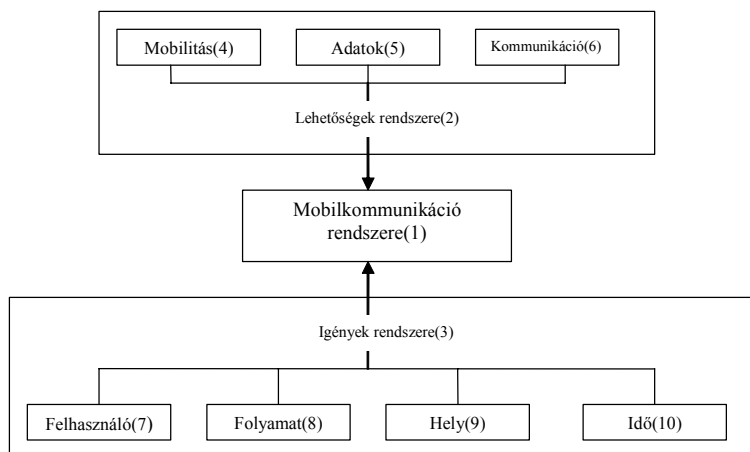 Mobilitás(4)
Adatok(5)
Kommunikáció(6)
Lehetőségek rendszere(2)
Mobilkommunikáció
rendszere(1)
Igények rendszere(3)
Felhasználó(7)
Folyamat(8)
Hely(9)
Idő(10)